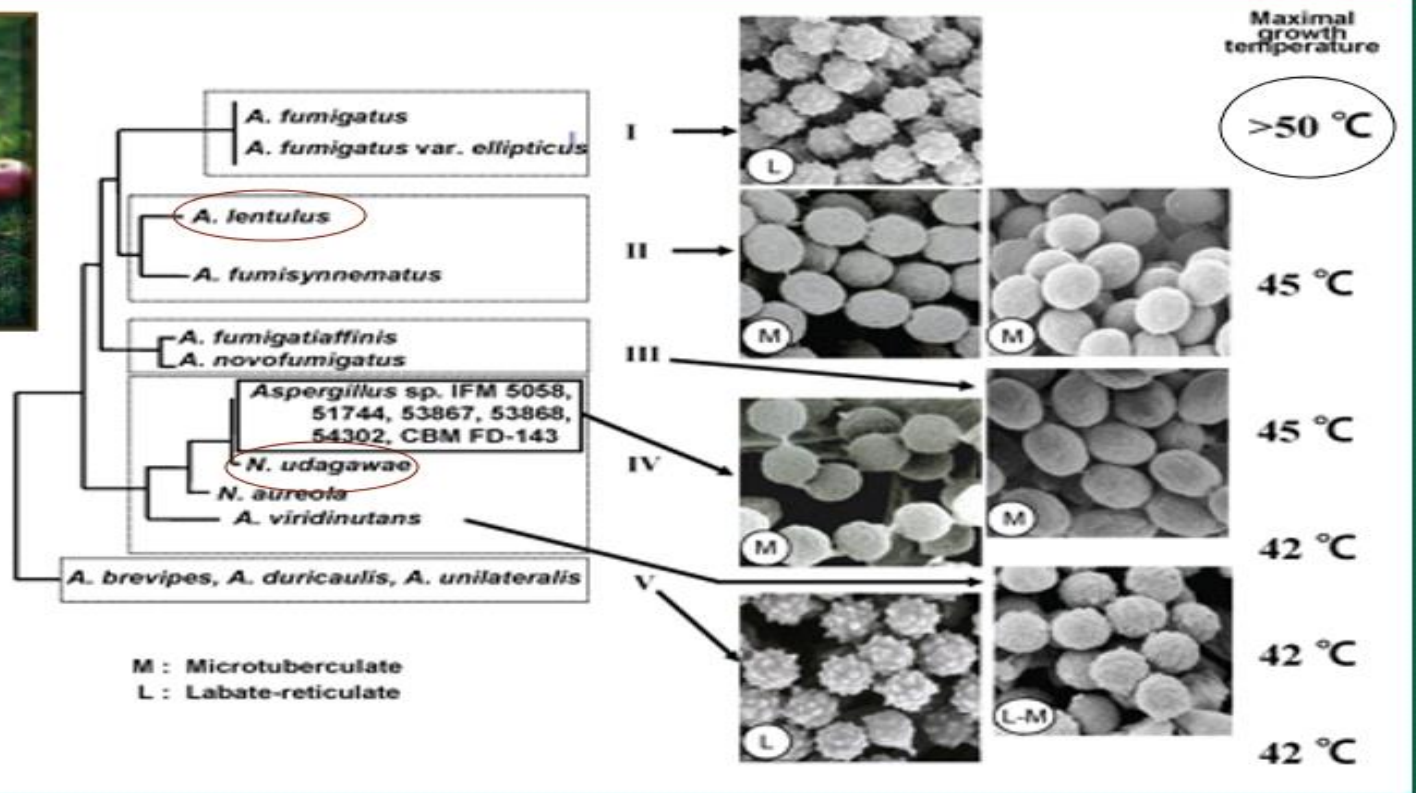 Maximal
growth
temperature
A. fumigatus
A. fumigatus var. ellipticus
I
L
>50 °C
A. lentulus
A. fumisynnematus
II
M
M
45 °C
A. fumigatiaffinis
A. novofumigatus
III
M
45 °C
Aspergillus sp. IFM 5058,
51744, 53867, 53868,
54302, CBM FD-143
N. udagawae
N. aureola
A. viridinutans
IV
M
42 °C
L-M
42 °C
A. brevipes, A. duricaulis, A. unilateralis
V
L
42 °C
M : Microtuberculate
L : Labate-reticulate